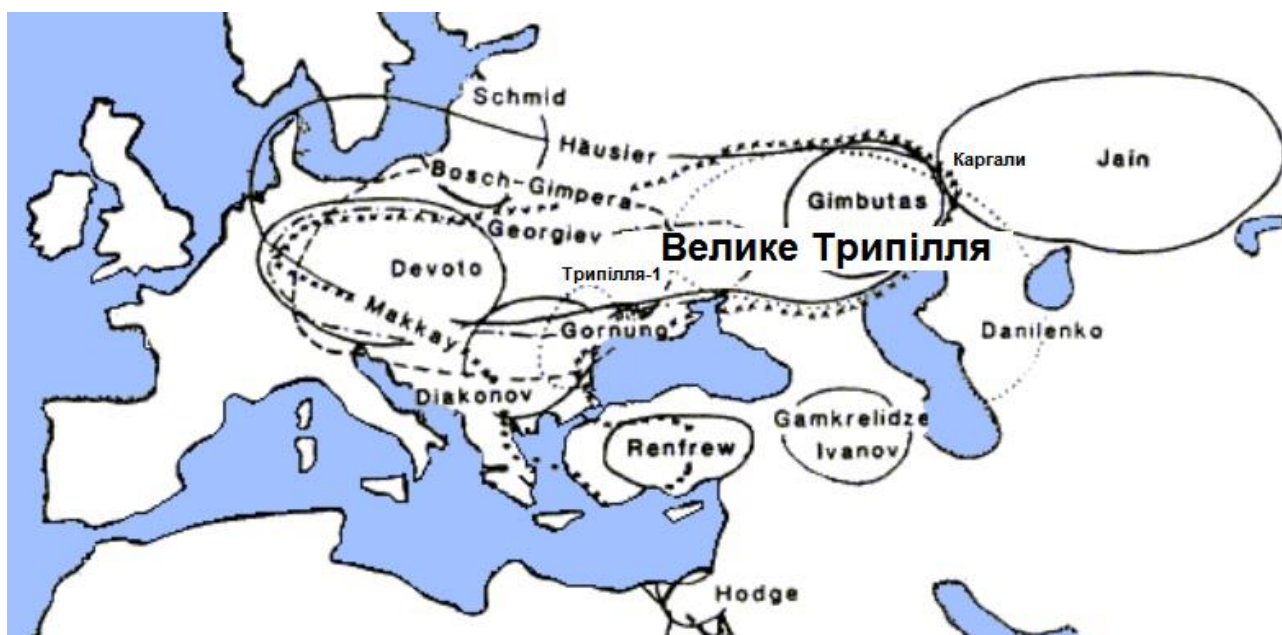 Schmid
Häusler
Каргали
Jain
Bosch-Gimpera
Gimbutas
Georgiev
Велике Трипілля
Devoto
Трипілля-1
Makkay
Gornung
Danilenko
Diakonov
Gamkrelidze
Ivanov
Renfrew
Hodge